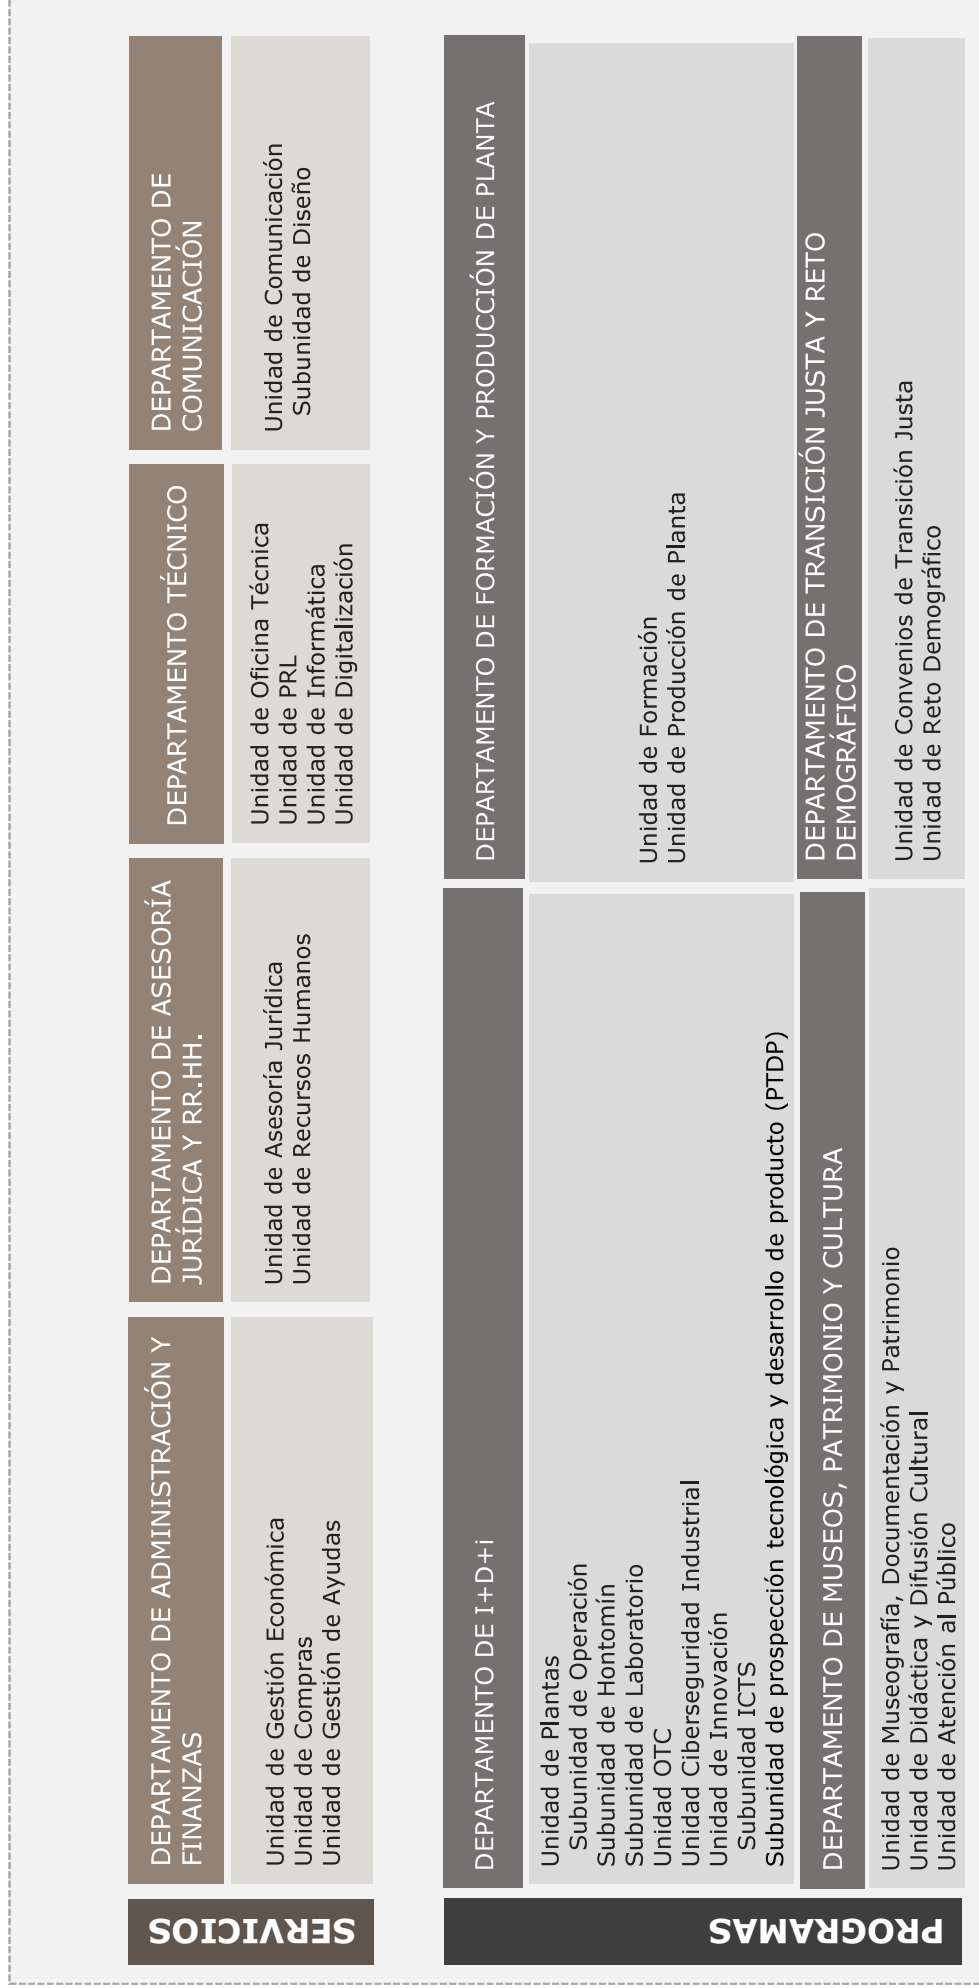 SERVICIOS
DEPARTAMENTO DE ADMINISTRACIÓN Y
FINANZAS
Unidad de Gestión Económica
Unidad de Compras
Unidad de Gestión de Ayudas
DEPARTAMENTO DE ASESORÍA
JURÍDICA Y RR.HH.
Unidad de Asesoría Jurídica
Unidad de Recursos Humanos
DEPARTAMENTO TÉCNICO
Unidad de Oficina Técnica
Unidad de PRL
Unidad de Informática
Unidad de Digitalización
DEPARTAMENTO DE
COMUNICACIÓN
Unidad de Comunicación
Subunidad de Diseño
PROGRAMAS
DEPARTAMENTO DE I+D+i
Unidad de Plantas
Subunidad de Operación
Subunidad de Hontomín
Subunidad de Laboratorio
Unidad OTC
Unidad Ciberseguridad Industrial
Unidad de Innovación
Subunidad ICTS
Subunidad de prospección tecnológica y desarrollo de producto (PTDP)
DEPARTAMENTO DE FORMACIÓN Y PRODUCCIÓN DE PLANTA
Unidad de Formación
Unidad de Producción de Planta
DEPARTAMENTO DE MUSEOS, PATRIMONIO Y CULTURA
Unidad de Museografía, Documentación y Patrimonio
Unidad de Didáctica y Difusión Cultural
Unidad de Atención al Público
DEPARTAMENTO DE TRANSICIÓN JUSTA Y RETO
DEMOGRÁFICO
Unidad de Convenios de Transición Justa
Unidad de Reto Demográfico